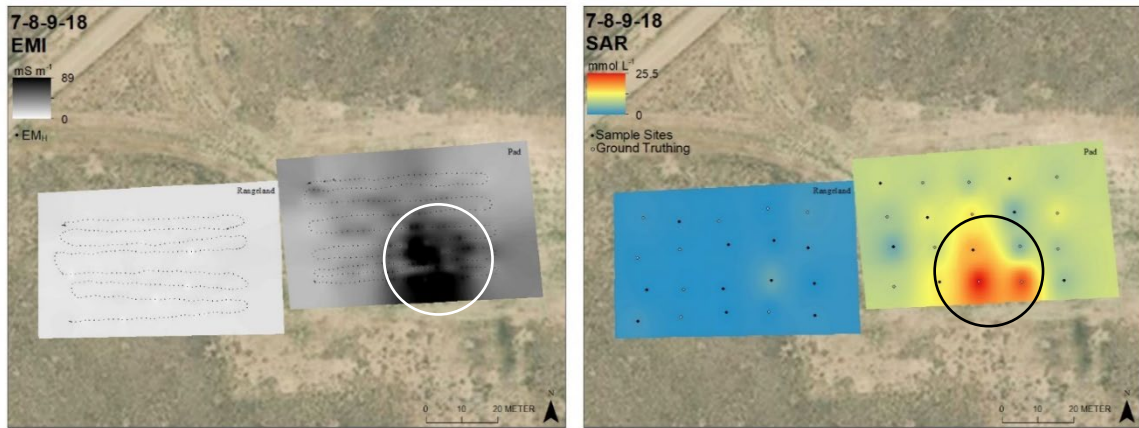 7-8-9-18
EMI
mS m⁻¹
89
0
• EM_H
Rangeland
Pad
N
0 10 20 METER
7-8-9-18
SAR
mmol L⁻¹
25.5
0
•Sample Sites
○Ground Truthing
Rangeland
Pad
N
0 10 20 METER